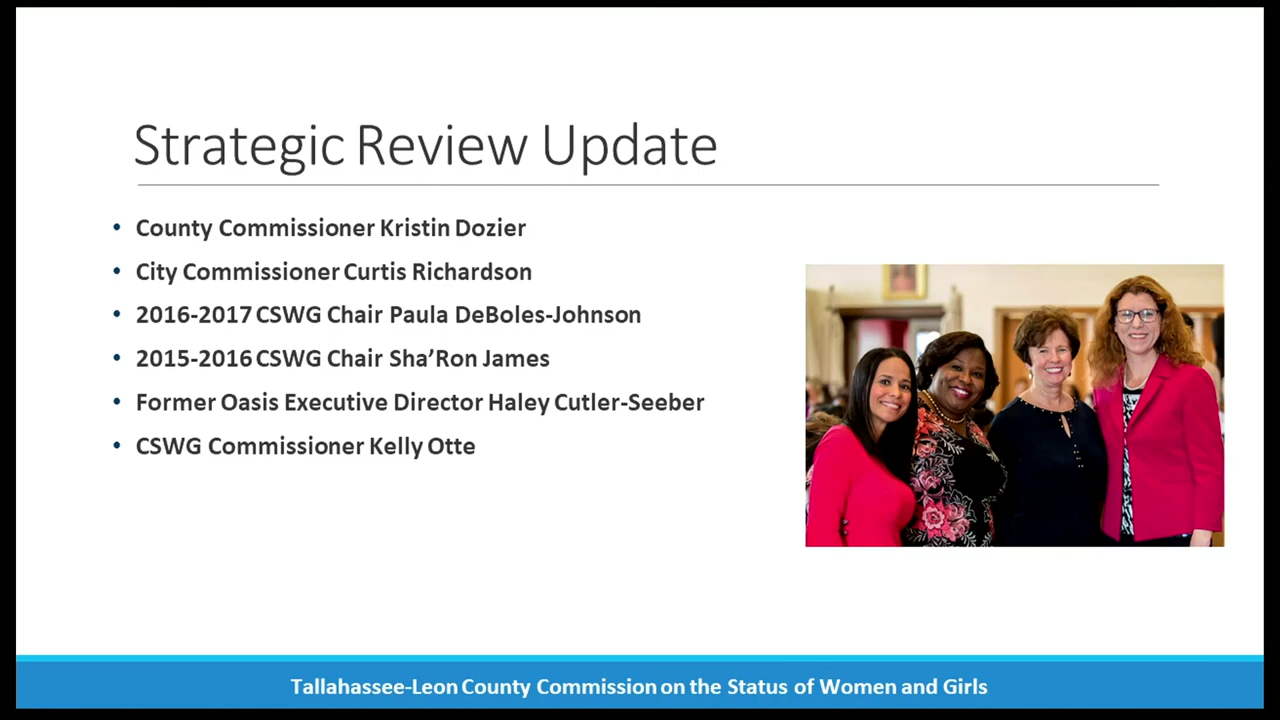 Strategic Review Update
• County Commissioner Kristin Dozier
• City Commissioner Curtis Richardson
• 2016-2017 CSWG Chair Paula DeBoles-Johnson
• 2015-2016 CSWG Chair Sha’Ron James
• Former Oasis Executive Director Haley Cutler-Seeber
• CSWG Commissioner Kelly Otte
Tallahassee-Leon County Commission on the Status of Women and Girls